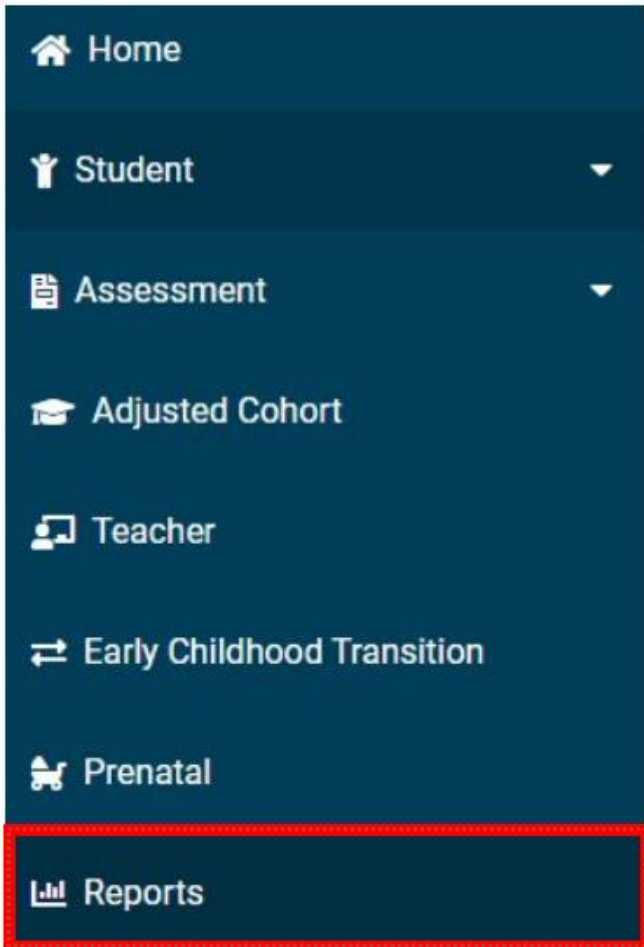 Home
Student
Assessment
Adjusted Cohort
Teacher
Early Childhood Transition
Prenatal
Reports